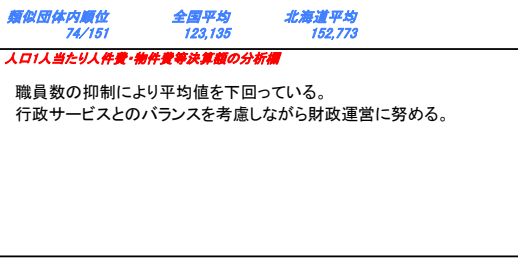 類似団体内順位 全国平均 北海道平均
74/151 123,135 152,773
人口1人当たり人件費・物件費等決算額の分析欄
職員数の抑制により平均値を下回っている。
行政サービスとのバランスを考慮しながら財政運営に努める。